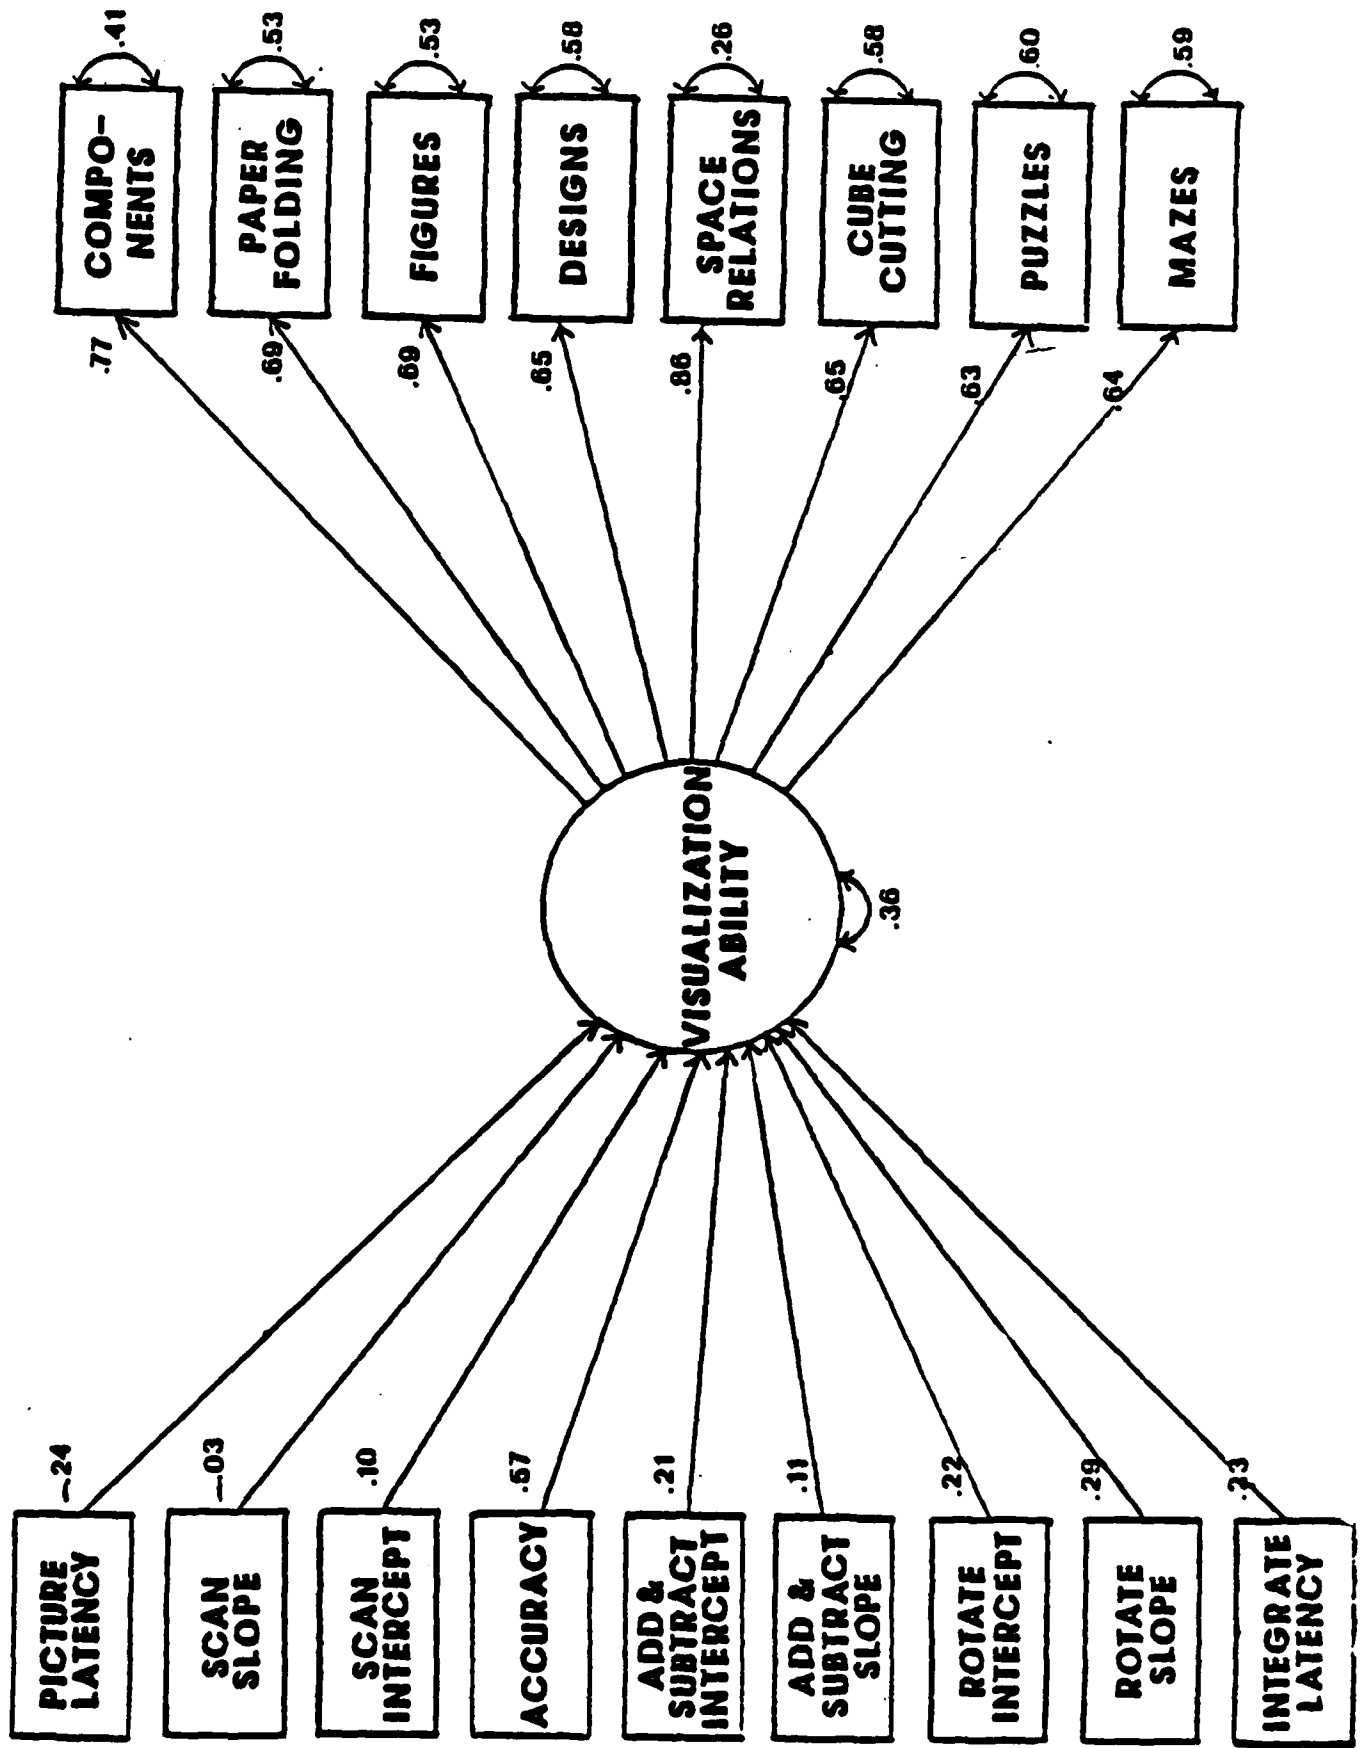 PICTURE
LATENCY
—.24
SCAN
SLOPE
—.03
SCAN
INTERCEPT
.10
ACCURACY
.57
ADD &
SUBTRACT
INTERCEPT
.21
ADD &
SUBTRACT
SLOPE
.11
ROTATE
INTERCEPT
.22
ROTATE
SLOPE
.29
INTEGRATE
LATENCY
VISUALIZATION
ABILITY
.36
.77
COMPO-
NENTS
.41
.69
PAPER
FOLDING
.53
.69
FIGURES
.53
.65
DESIGNS
.58
.86
SPACE
RELATIONS
.26
.65
CUBE
CUTTING
.58
.63
PUZZLES
.60
.64
MAZES
.59